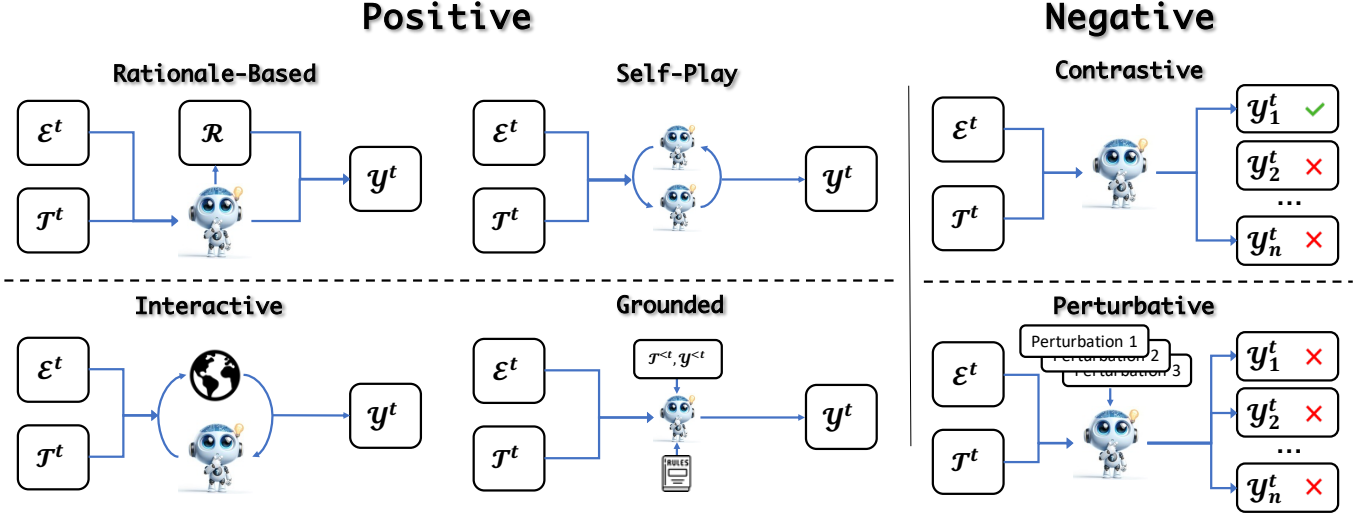 Positive
Negative
Rationale-Based
ℰᵗ
ℛ
𝒯ᵗ
𝒴ᵗ
Self-Play
ℰᵗ
𝒯ᵗ
𝒴ᵗ
Contrastive
ℰᵗ
𝒯ᵗ
𝒴₁ᵗ
𝒴₂ᵗ
...
𝒴ₙᵗ
Interactive
ℰᵗ
𝒯ᵗ
𝒴ᵗ
Grounded
ℰᵗ
𝒯ᵗ
𝒯^{<t}, 𝒴^{<t}
RULES
𝒴ᵗ
Perturbative
Perturbation 1
Perturbation 2
Perturbation 3
ℰᵗ
𝒯ᵗ
𝒴₁ᵗ
𝒴₂ᵗ
...
𝒴ₙᵗ